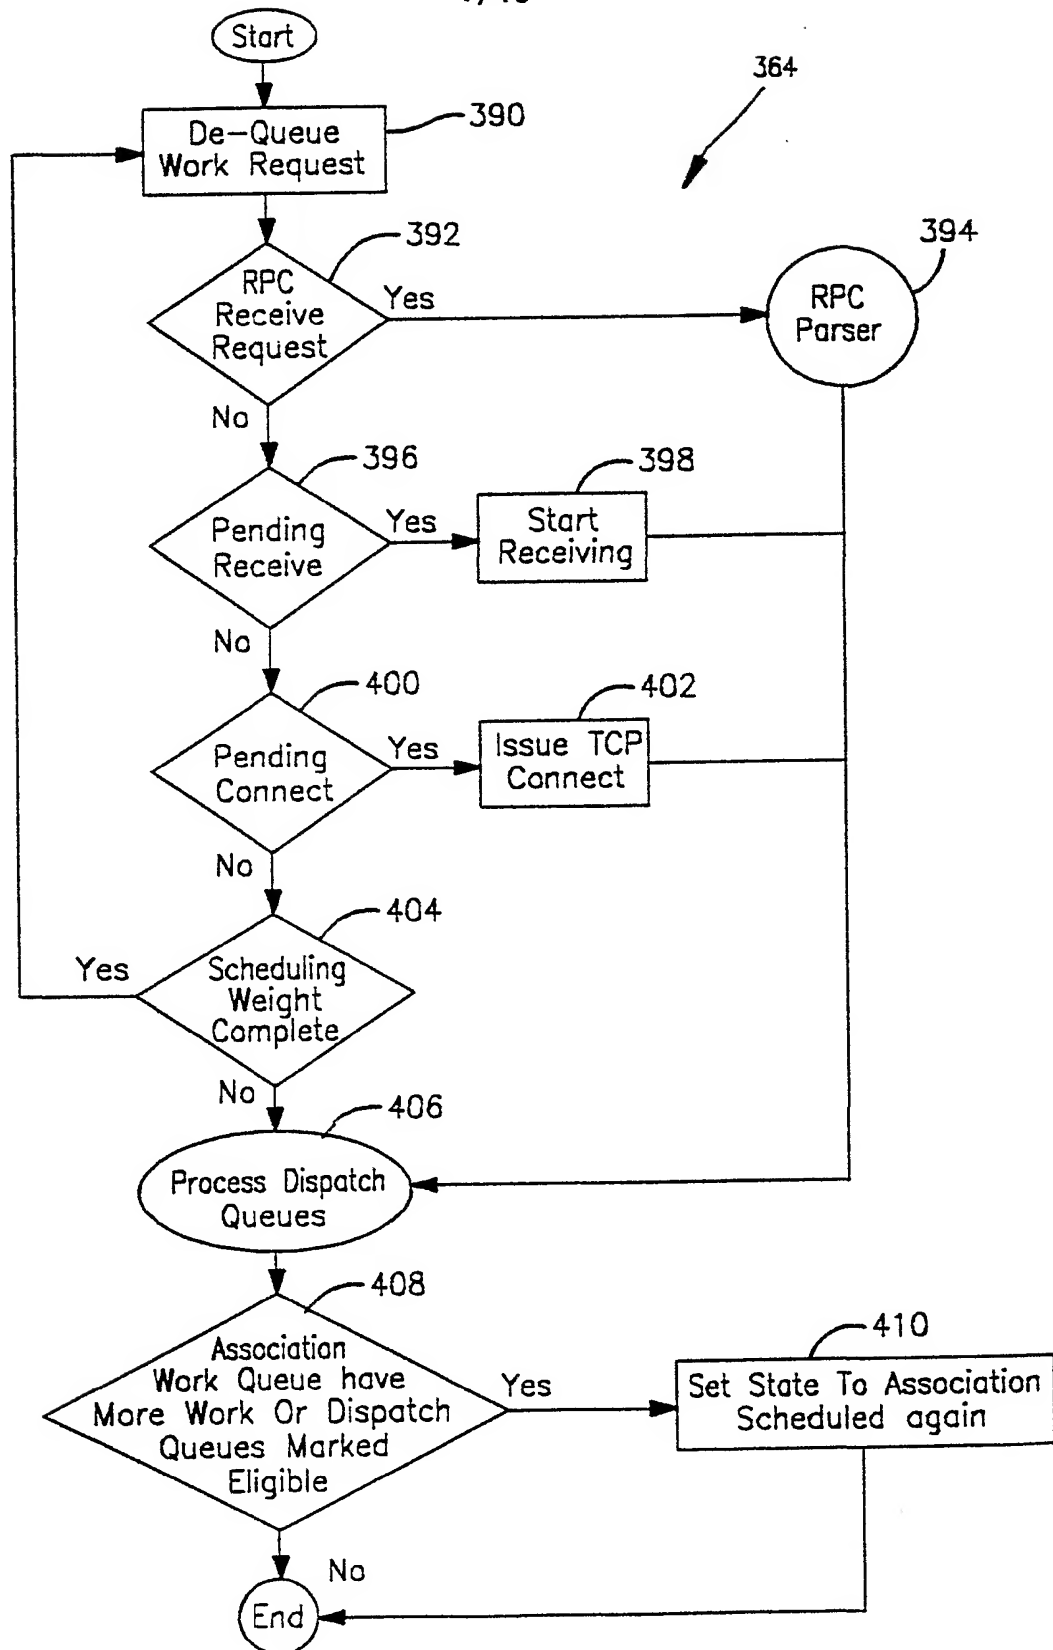 Start
364
De-Queue
Work Request
390
392
RPC
Receive
Request
Yes
394
RPC
Parser
No
396
Pending
Receive
Yes
398
Start
Receiving
No
400
Pending
Connect
Yes
402
Issue TCP
Connect
No
404
Yes
Scheduling
Weight
Complete
No
406
Process Dispatch
Queues
408
Association
Work Queue have
More Work Or Dispatch
Queues Marked
Eligible
Yes
410
Set State To Association
Scheduled again
No
End